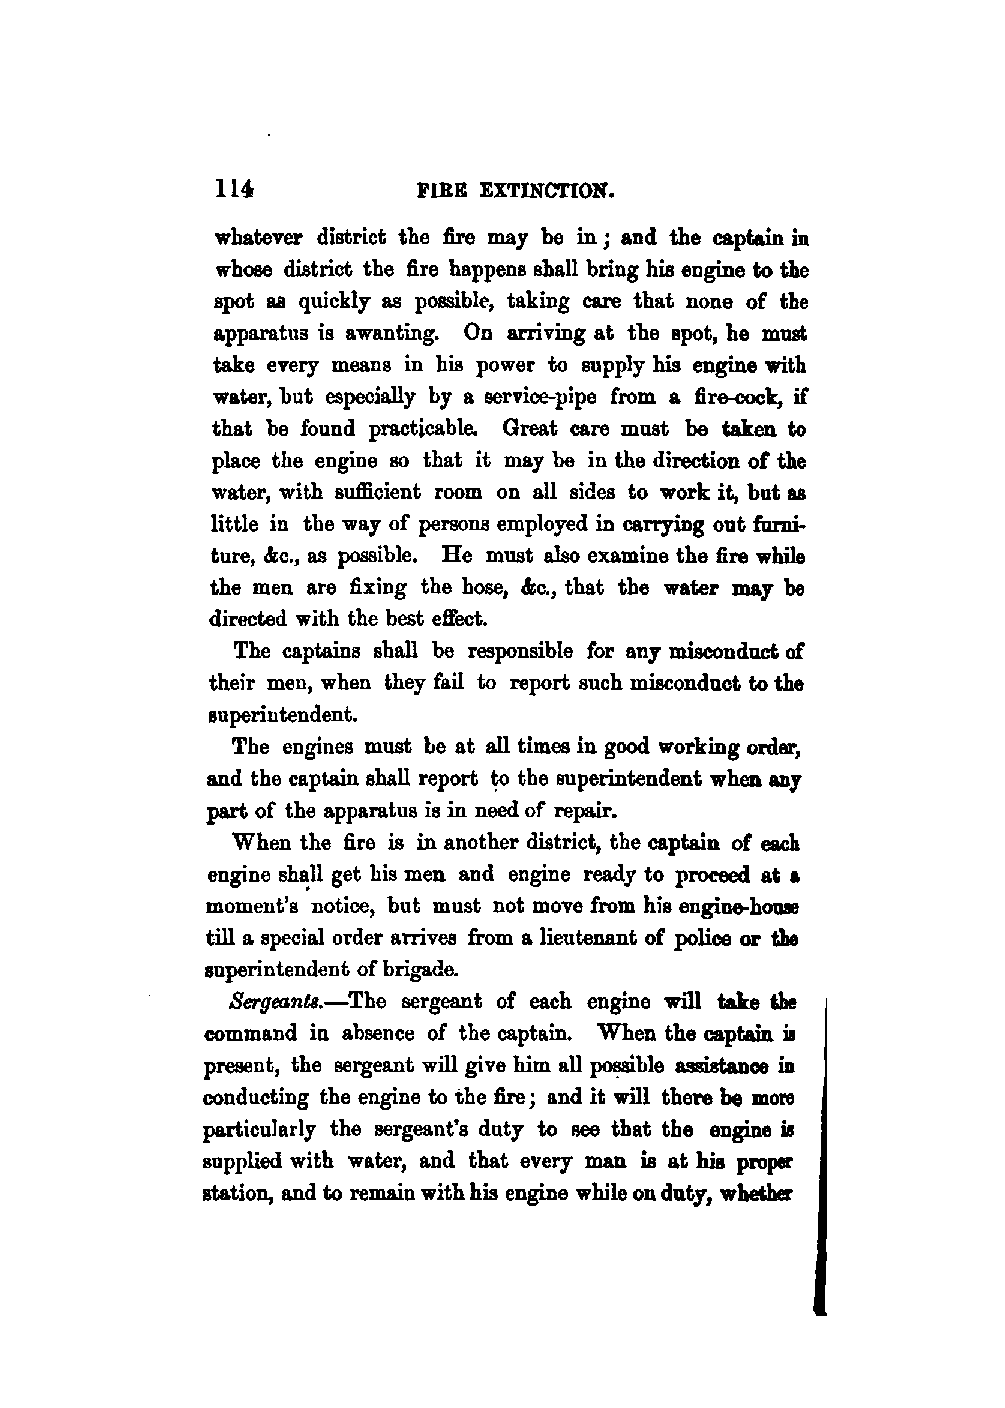 114 FIRE EXTINCTION.
whatever district the fire may be in; and the captain in
whose district the fire happens shall bring his engine to the
spot as quickly as possible, taking care that none of the
apparatus is awanting. On arriving at the spot, he must
take every means in his power to supply his engine with
water, but especially by a service-pipe from a fire-cock, if
that be found practicable. Great care must be taken to
place the engine so that it may be in the direction of the
water, with sufficient room on all sides to work it, but as
little in the way of persons employed in carrying out furni-
ture, &c., as possible. He must also examine the fire while
the men are fixing the hose, &c., that the water may be
directed with the best effect.
The captains shall be responsible for any misconduct of
their men, when they fail to report such misconduct to the
superintendent.
The engines must be at all times in good working order,
and the captain shall report to the superintendent when any
part of the apparatus is in need of repair.
When the fire is in another district, the captain of each
engine shall get his men and engine ready to proceed at a
moment's notice, but must not move from his engine-house
till a special order arrives from a lieutenant of police or the
superintendent of brigade.
Sergeants.—The sergeant of each engine will take the
command in absence of the captain. When the captain is
present, the sergeant will give him all possible assistance in
conducting the engine to the fire; and it will there be more
particularly the sergeant's duty to see that the engine is
supplied with water, and that every man is at his proper
station, and to remain with his engine while on duty, whether